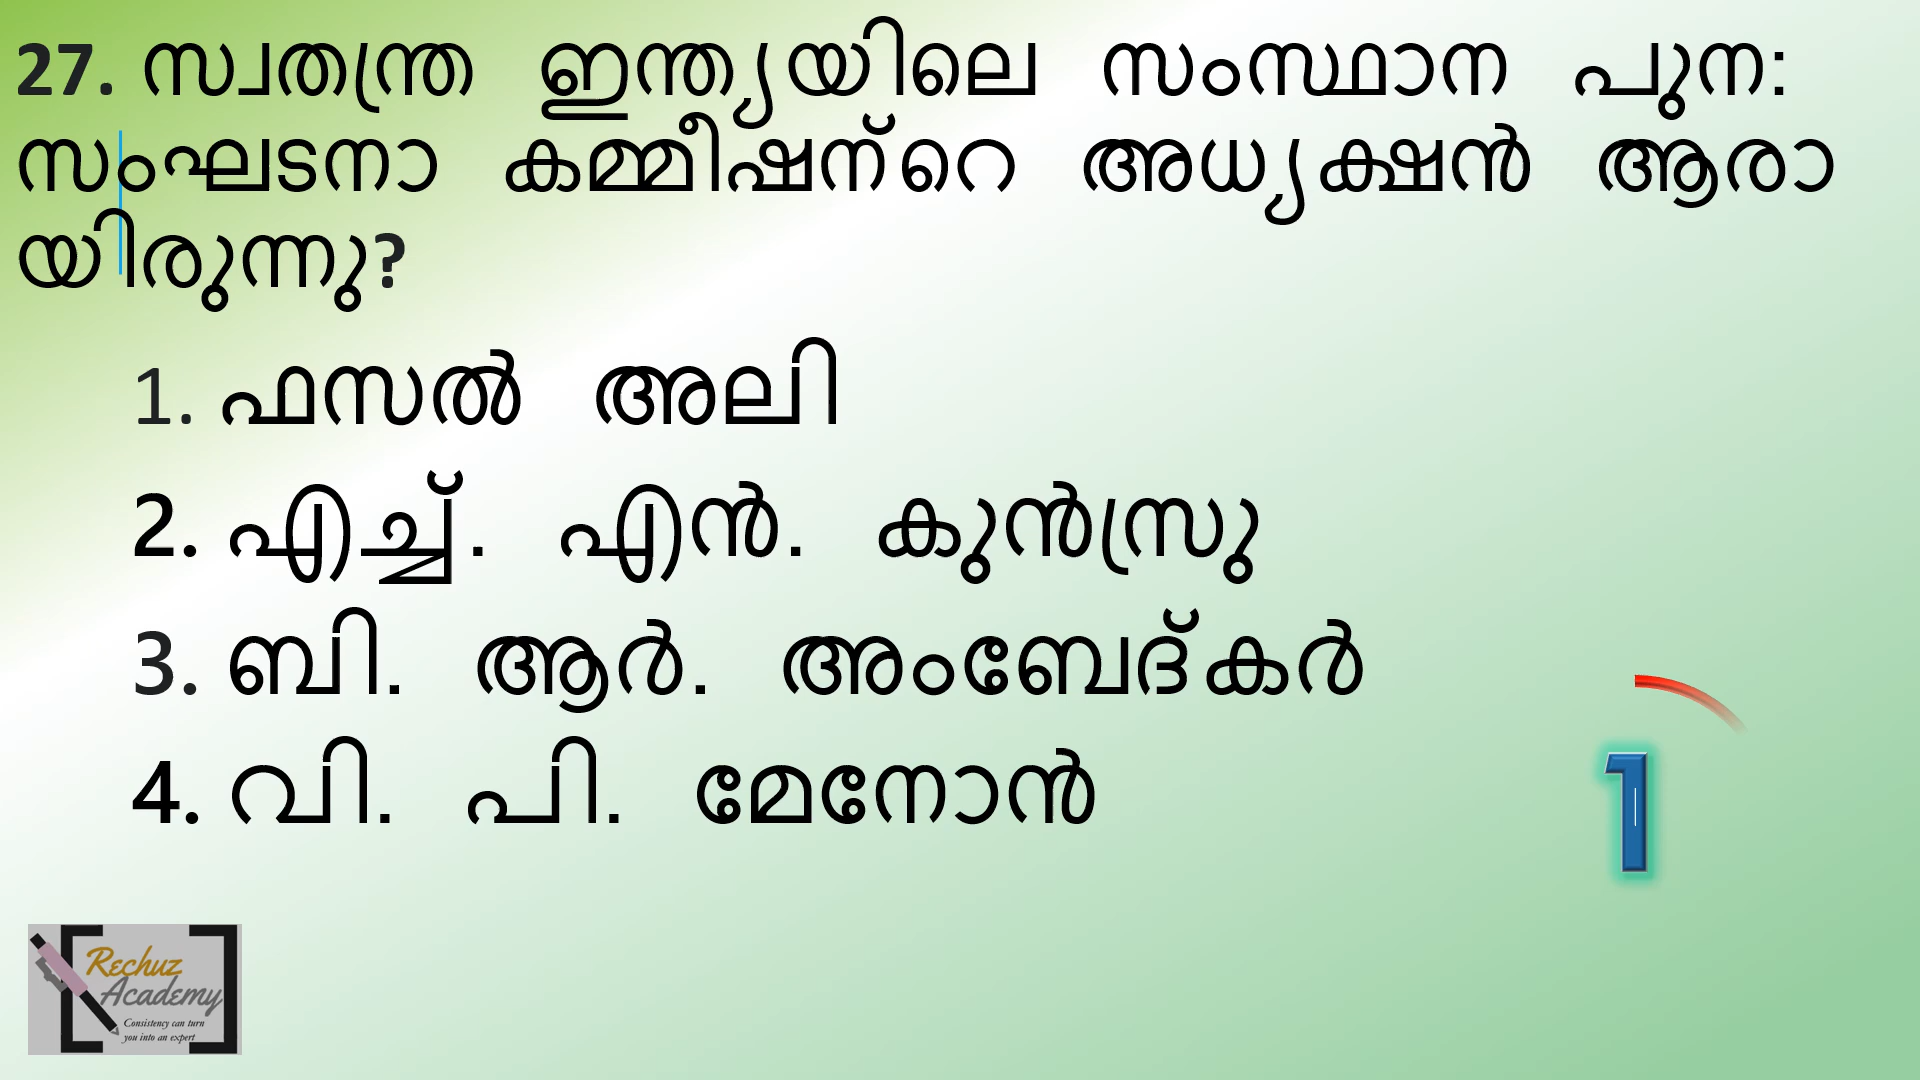 27. സ്വതന്ത്ര ഇന്ത്യയിലെ സംസ്ഥാന പുന:
സംഘടനാ കമ്മീഷന്റെ അധ്യക്ഷൻ ആരാ
യിരുന്നു?
1. ഫസൽ അലി
2. എച്ച്. എൻ. കുൻസ്രു
3. ബി. ആർ. അംബേദ്കർ
4. വി. പി. മേനോൻ
1
Rechuz
Academy
Consistency can turn
you into an expert